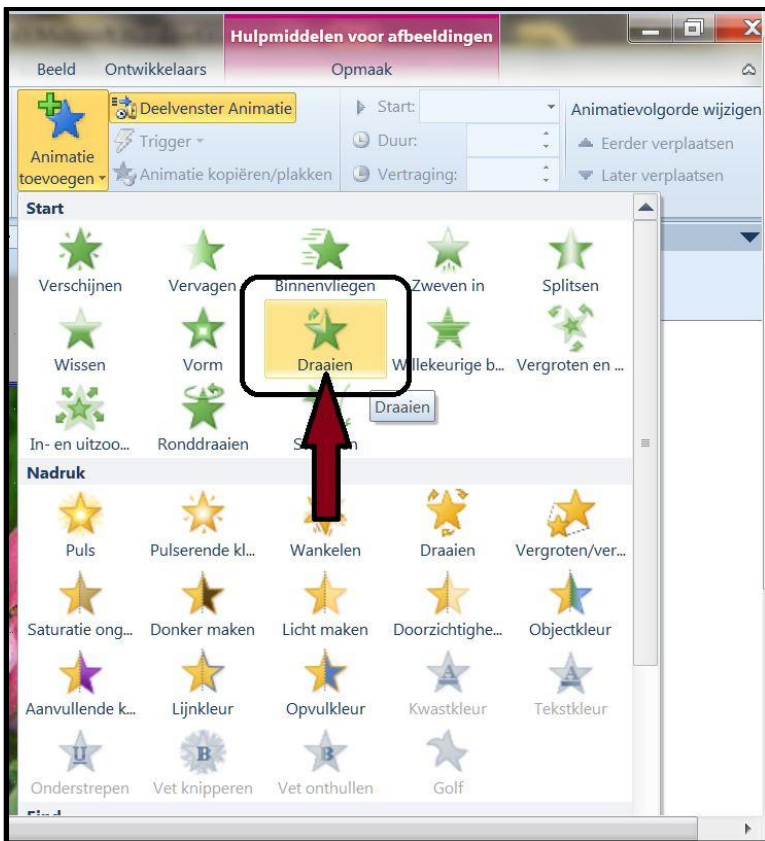 Hulpmiddelen voor afbeeldingen
Beeld Ontwikkelaars Opmaak
Animatie toevoegen
Deelvenster Animatie
Trigger
Animatie kopiëren/plakken
Start:
Duur:
Vertraging:
Animatievolgorde wijzigen
Eerder verplaatsen
Later verplaatsen
Start
Verschijnen Vervagen Binnenvliegen Zweven in Splitsen
Wissen Vorm Draaien Willekeurige b... Vergroten en ...
Draaien
In- en uitzoo... Ronddraaien
Nadruk
Puls Pulserende kl... Wankelen Draaien Vergroten/ver...
Saturatie ong... Donker maken Licht maken Doorzichtighe... Objectkleur
Aanvullende k... Lijnkleur Opvulkleur Kwastkleur Tekstkleur
Onderstrepen Vet knipperen Vet onthullen Golf